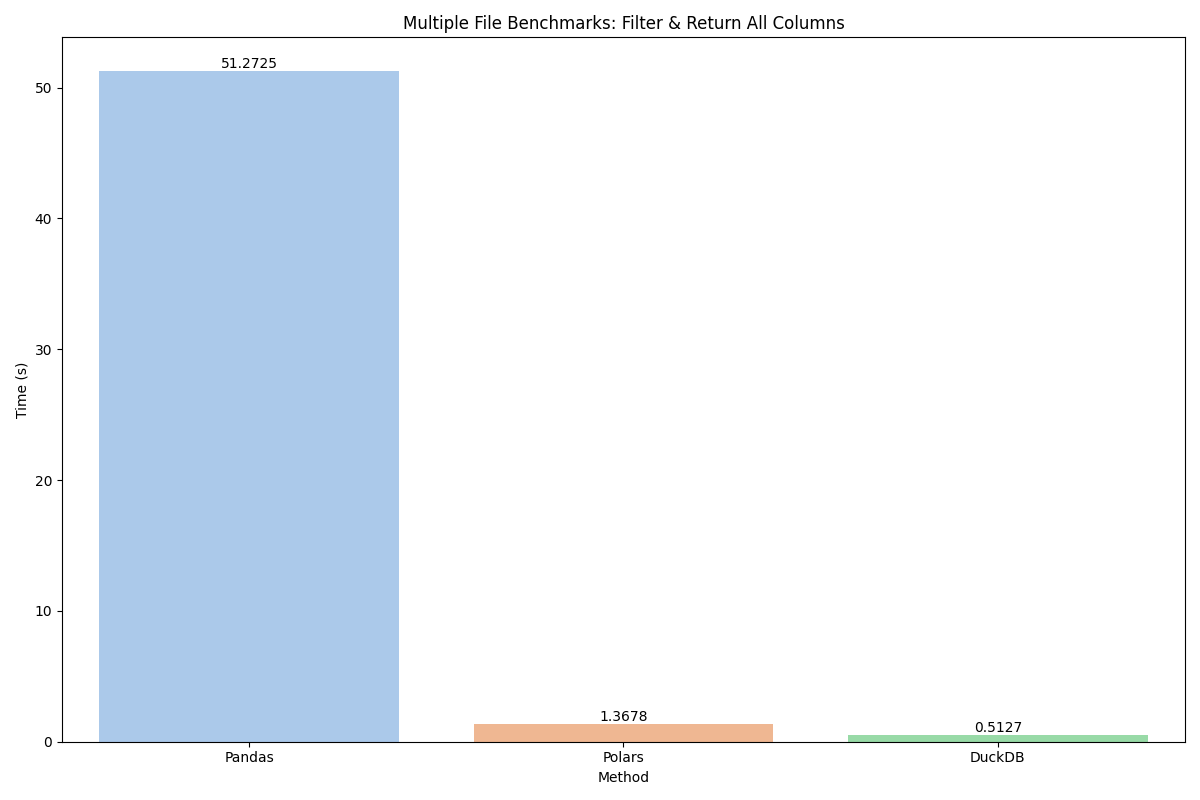 Multiple File Benchmarks: Filter & Return All Columns
51.2725
50
40
30
20
10
0
Time (s)
1.3678
0.5127
Pandas
Polars
DuckDB
Method